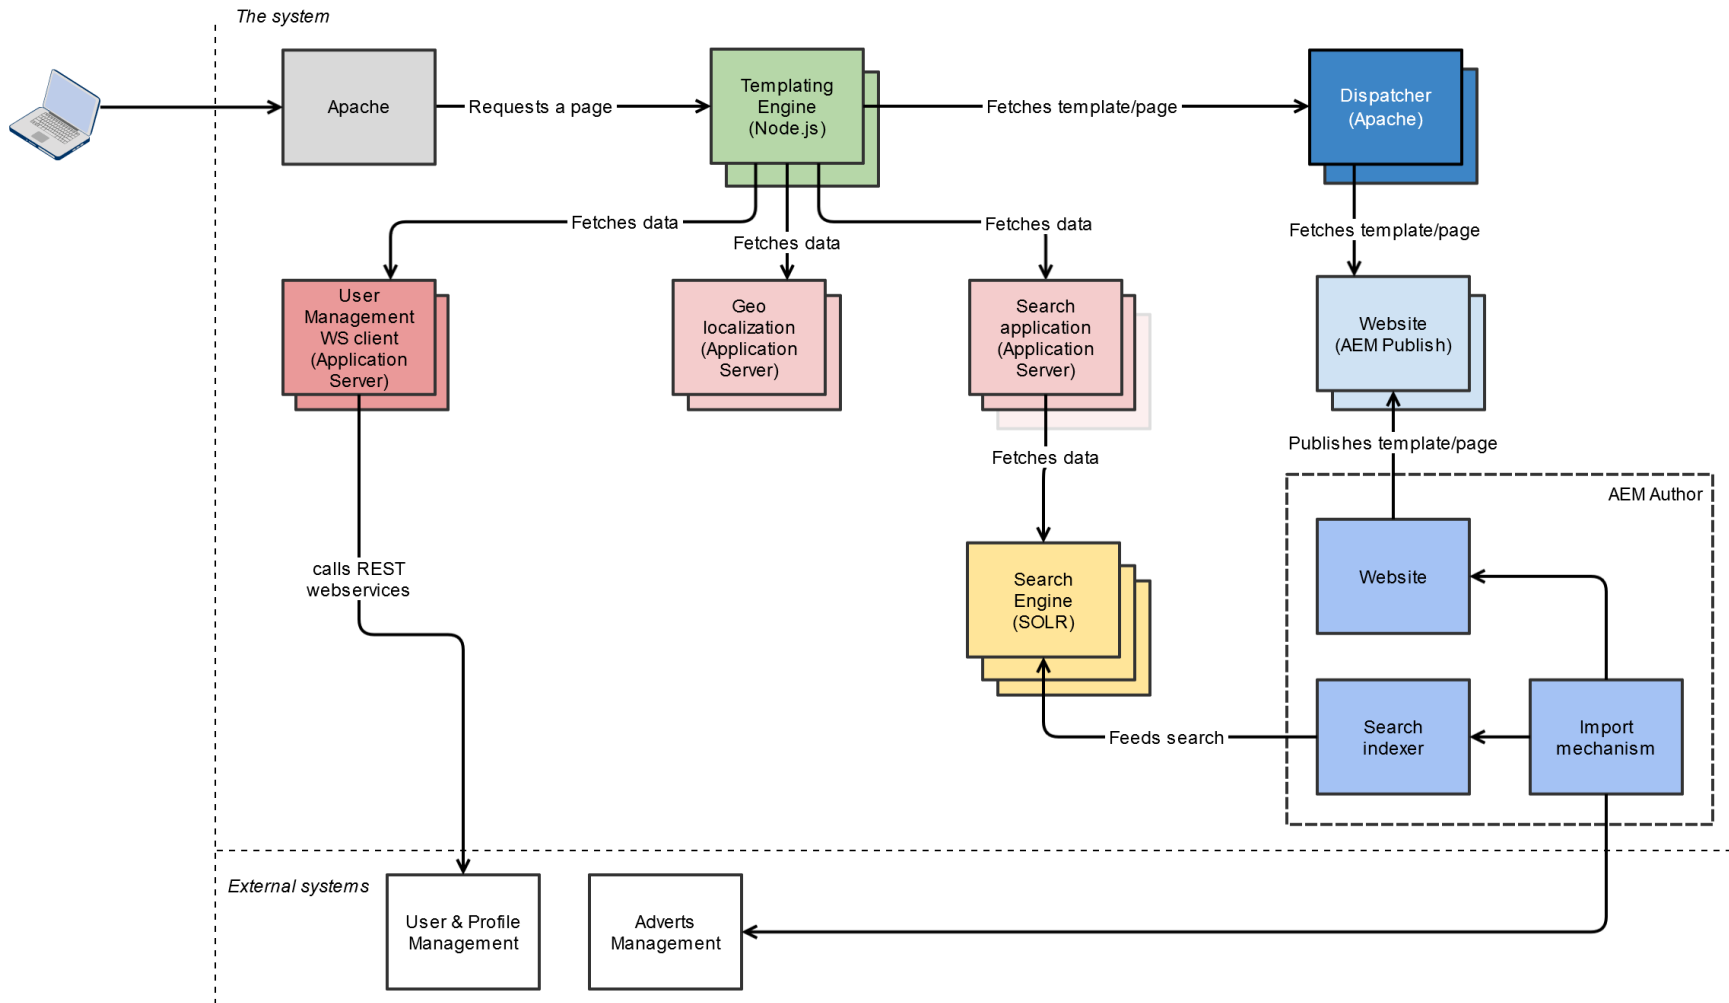 The system
Apache
Requests a page
Templating
Engine
(Node.js)
Fetches template/page
Dispatcher
(Apache)
Fetches data
Fetches data
Fetches data
Fetches template/page
User
Management
WS client
(Application
Server)
Geo
localization
(Application
Server)
Search
application
(Application
Server)
Website
(AEM Publish)
Publishes template/page
Fetches data
AEM Author
calls REST
webservices
Search
Engine
(SOLR)
Website
Feeds search
Search
indexer
Import
mechanism
External systems
User & Profile
Management
Adverts
Management